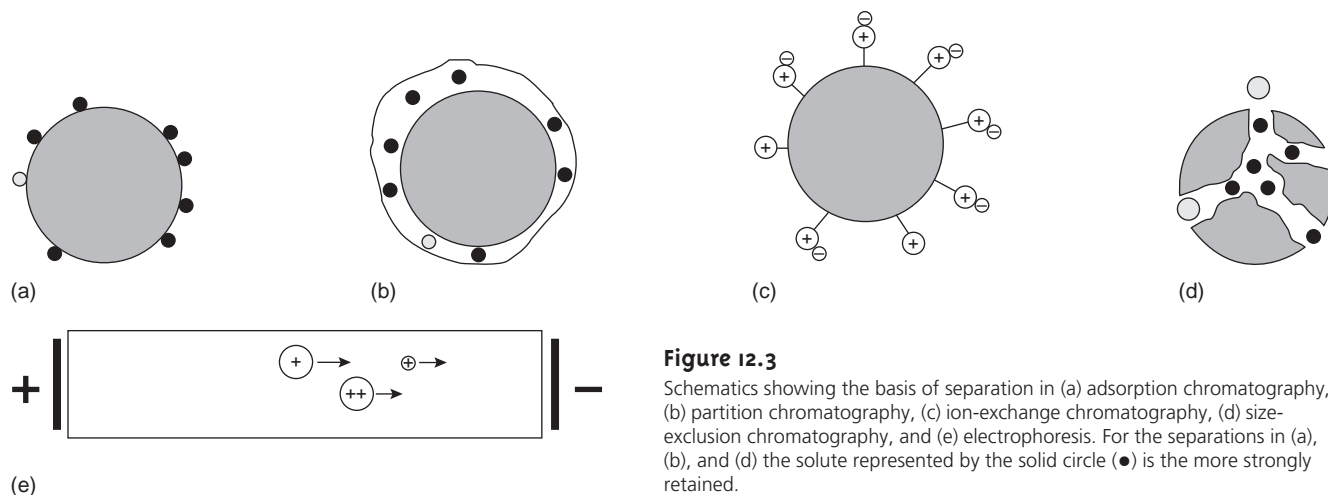 (a)
(b)
(c)
(d)
+ + + ++ −
(e)
Figure 12.3
Schematics showing the basis of separation in (a) adsorption chromatography,
(b) partition chromatography, (c) ion-exchange chromatography, (d) size-
exclusion chromatography, and (e) electrophoresis. For the separations in (a),
(b), and (d) the solute represented by the solid circle (●) is the more strongly
retained.